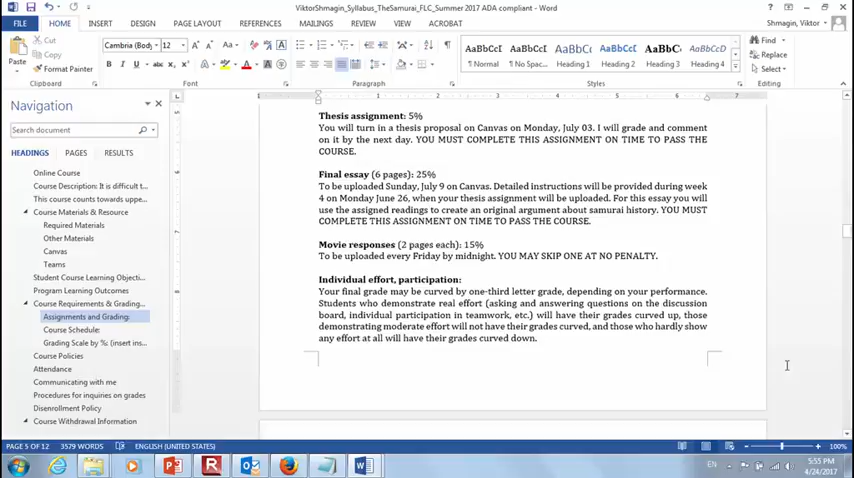 ViktorShmagin_Syllabus_TheSamurai_FLC_Summer 2017 ADA compliant - Word
FILE HOME INSERT DESIGN PAGE LAYOUT REFERENCES MAILINGS REVIEW VIEW ACROBAT Shmagin, Viktor
Paste
Cut
Copy
Format Painter
Clipboard
Cambria (Body) 12
Font
Paragraph
AaBbCcI AaBbCcI AaBbCc AaBbCcI AaBbC AaBbCcD
¶ Normal ¶ No Spac... Heading 1 Heading 2 Heading 3 Heading 4
Styles
Find
Replace
Select
Editing
Navigation
Search document
HEADINGS PAGES RESULTS
Online Course
Course Description: It is difficult t...
This course counts towards uppe...
Course Materials & Resource
Required Materials
Other Materials
Canvas
Teams
Student Course Learning Objecti...
Program Learning Outcomes
Course Requirements & Grading...
Assignments and Grading:
Course Schedule:
Grading Scale by %: (insert ins...
Course Policies
Attendance
Communicating with me
Procedures for inquiries on grades
Disenrollment Policy
Course Withdrawal Information
Thesis assignment: 5%
You will turn in a thesis proposal on Canvas on Monday, July 03. I will grade and comment
on it by the next day. YOU MUST COMPLETE THIS ASSIGNMENT ON TIME TO PASS THE
COURSE.
Final essay (6 pages): 25%
To be uploaded Sunday, July 9 on Canvas. Detailed instructions will be provided during week
4 on Monday June 26, when your thesis assignment will be uploaded. For this essay you will
use the assigned readings to create an original argument about samurai history. YOU MUST
COMPLETE THIS ASSIGNMENT ON TIME TO PASS THE COURSE.
Movie responses (2 pages each): 15%
To be uploaded every Friday by midnight. YOU MAY SKIP ONE AT NO PENALTY.
Individual effort, participation:
Your final grade may be curved by one-third letter grade, depending on your performance.
Students who demonstrate real effort (asking and answering questions on the discussion
board, individual participation in teamwork, etc.) will have their grades curved up, those
demonstrating moderate effort will not have their grades curved, and those who hardly show
any effort at all will have their grades curved down.
PAGE 5 OF 12 3579 WORDS ENGLISH (UNITED STATES) 100%
EN 5:55 PM
4/24/2017